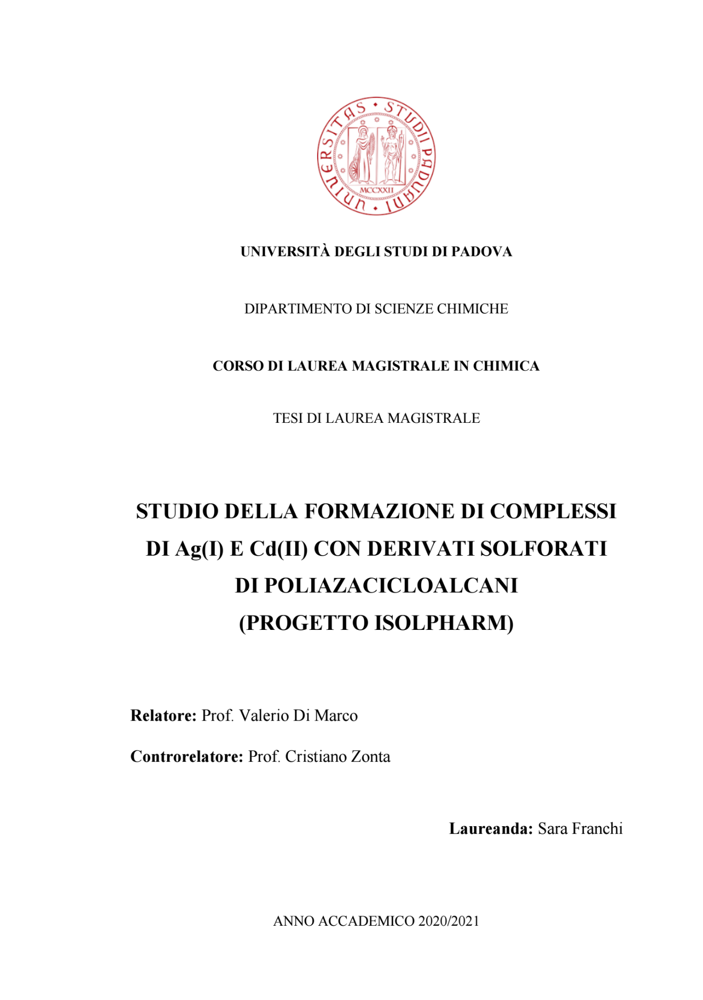 UNIVERSITAS STUDII PADUANI
MCCXXII
UNIVERSITÀ DEGLI STUDI DI PADOVA
DIPARTIMENTO DI SCIENZE CHIMICHE
CORSO DI LAUREA MAGISTRALE IN CHIMICA
TESI DI LAUREA MAGISTRALE
STUDIO DELLA FORMAZIONE DI COMPLESSI
DI Ag(I) E Cd(II) CON DERIVATI SOLFORATI
DI POLIAZACICLOALCANI
(PROGETTO ISOLPHARM)
Relatore: Prof. Valerio Di Marco
Controrelatore: Prof. Cristiano Zonta
Laureanda: Sara Franchi
ANNO ACCADEMICO 2020/2021